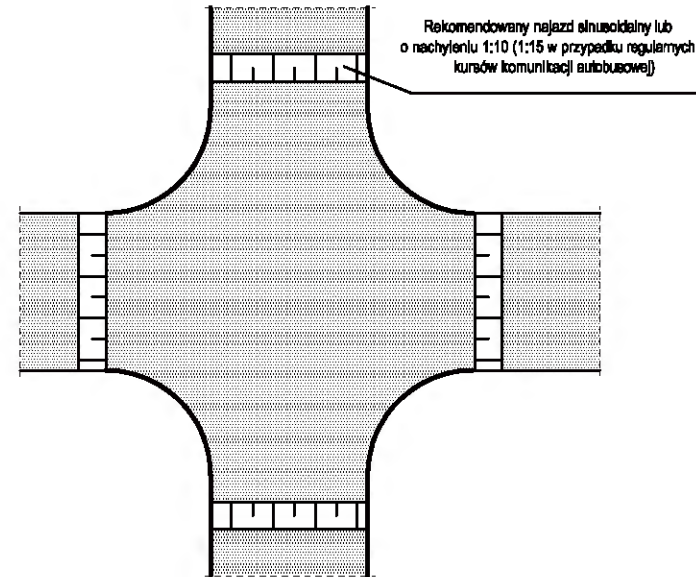 Rekomendowany najazd sinusoidalny lub
o nachyleniu 1:10 (1:15 w przypadku regularnych
kursów komunikacji autobusowej)